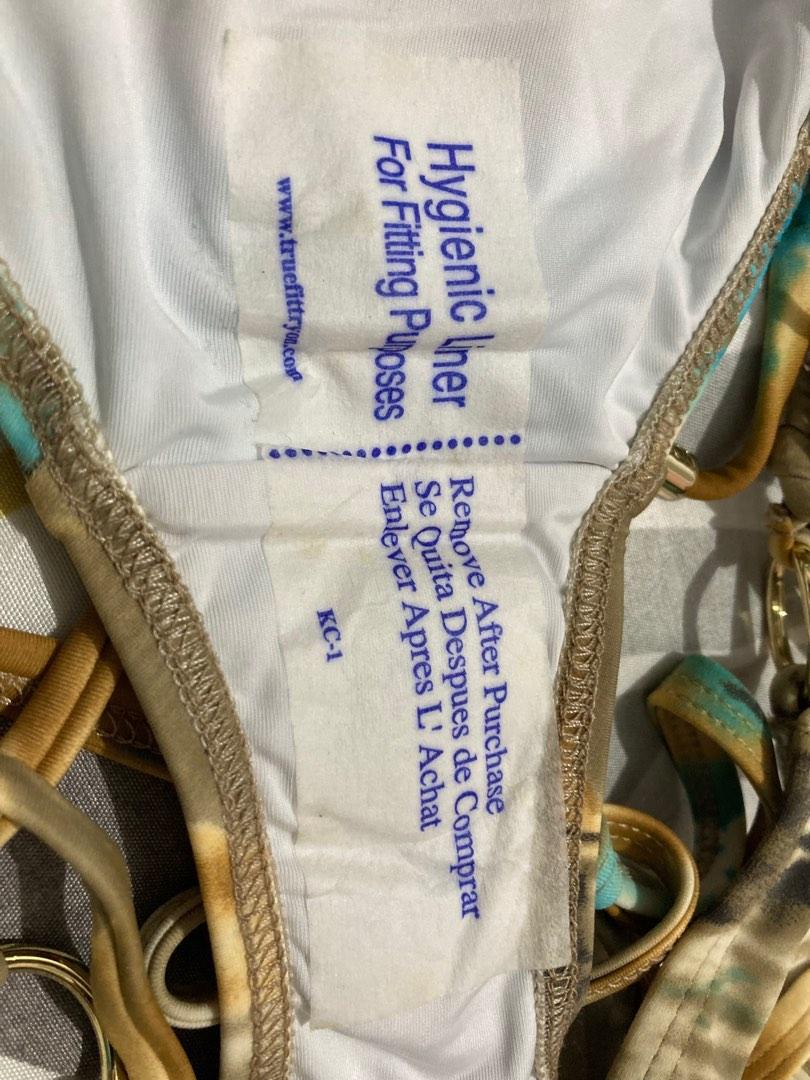 Hygienic Liner
For Fitting Purposes
www.truefittryon.com
Remove After Purchase
Se Quita Despues de Comprar
Enlever Apres L' Achat
KC-1